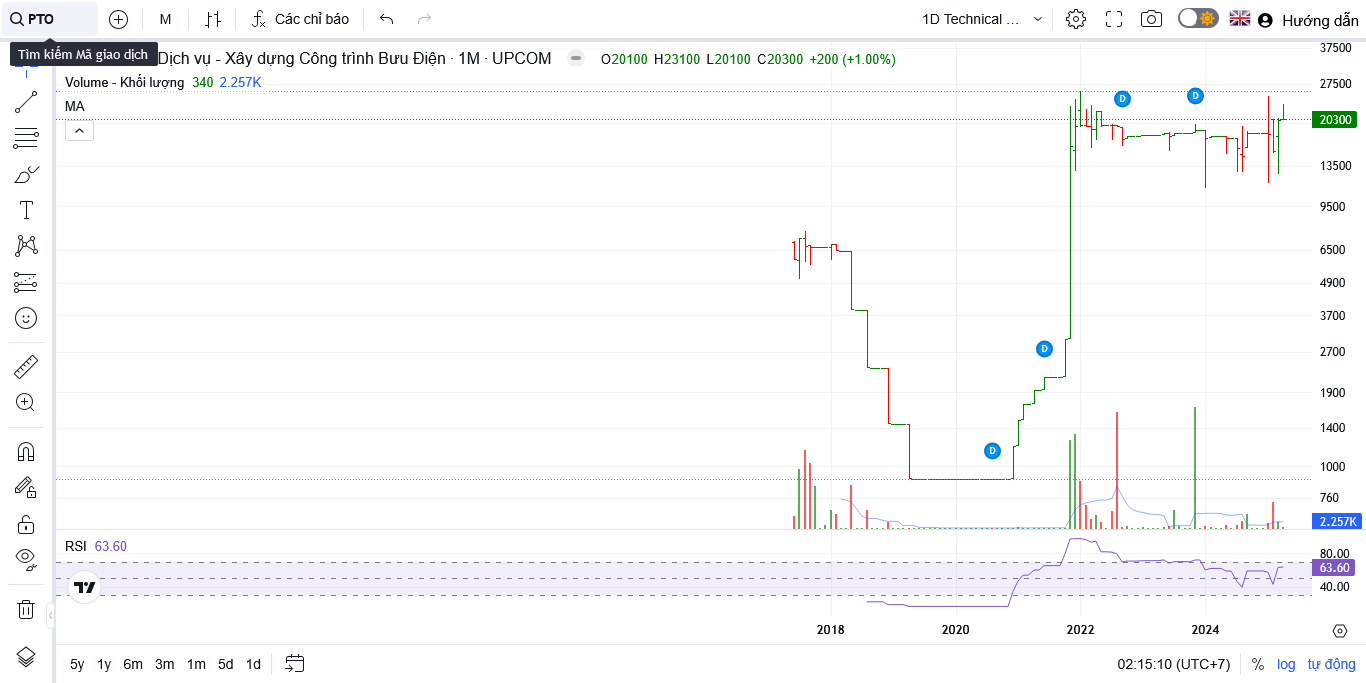 PTO
M
Các chỉ báo
1D Technical ...
Hướng dẫn
Tìm kiếm Mã giao dịch
Dịch vụ - Xây dựng Công trình Bưu Điện · 1M · UPCOM
O20100 H23100 L20100 C20300 +200 (+1.00%)
Volume - Khối lượng 340 2.257K
MA
37500
27500
20300
13500
9500
6500
4900
3700
2700
1900
1400
1000
760
2.257K
D
D
D
D
RSI 63.60
80.00
63.60
40.00
2018
2020
2022
2024
5y 1y 6m 3m 1m 5d 1d
02:15:10 (UTC+7)
%
log
tự động